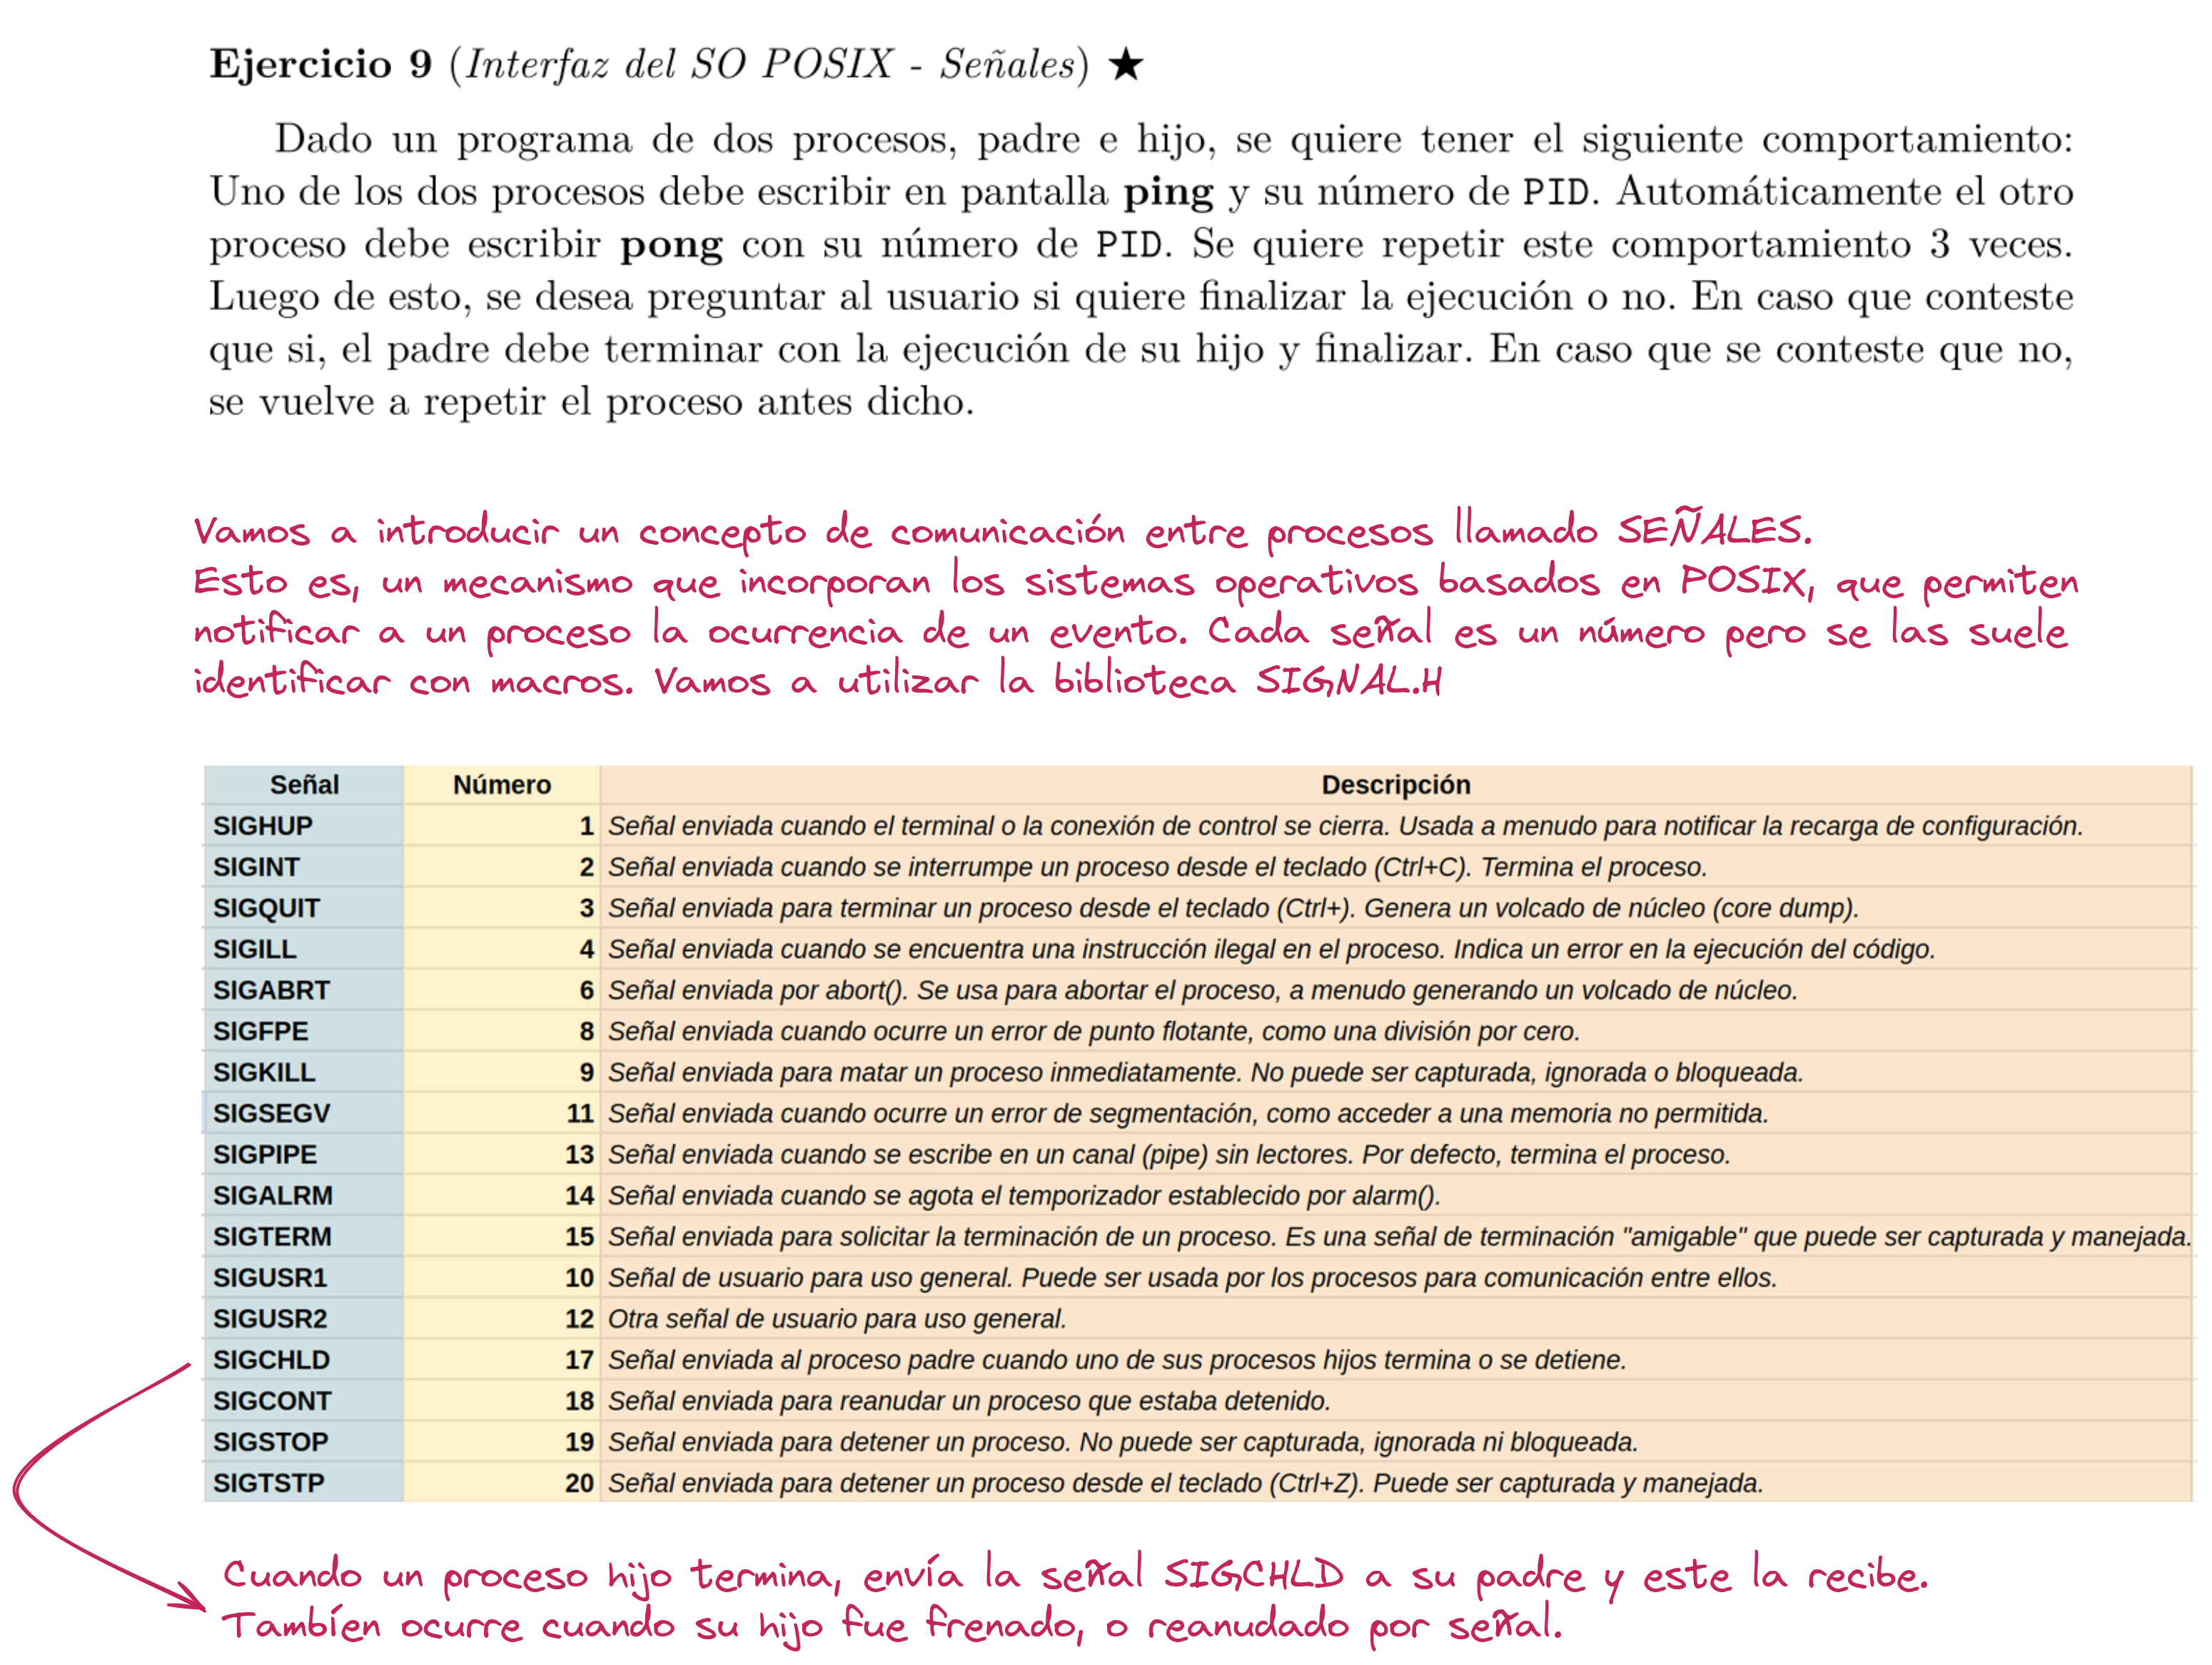 Ejercicio 9 (Interfaz del SO POSIX - Señales) ★
Dado un programa de dos procesos, padre e hijo, se quiere tener el siguiente comportamiento:
Uno de los dos procesos debe escribir en pantalla ping y su número de PID. Automáticamente el otro
proceso debe escribir pong con su número de PID. Se quiere repetir este comportamiento 3 veces.
Luego de esto, se desea preguntar al usuario si quiere finalizar la ejecución o no. En caso que conteste
que si, el padre debe terminar con la ejecución de su hijo y finalizar. En caso que se conteste que no,
se vuelve a repetir el proceso antes dicho.
Vamos a introducir un concepto de comunicación entre procesos llamado SEÑALES.
Esto es, un mecanismo que incorporan los sistemas operativos basados en POSIX, que permiten
notificar a un proceso la ocurrencia de un evento. Cada señal es un número pero se las suele
identificar con macros. Vamos a utilizar la biblioteca SIGNAL.H
Señal Número Descripción
SIGHUP 1 Señal enviada cuando el terminal o la conexión de control se cierra. Usada a menudo para notificar la recarga de configuración.
SIGINT 2 Señal enviada cuando se interrumpe un proceso desde el teclado (Ctrl+C). Termina el proceso.
SIGQUIT 3 Señal enviada para terminar un proceso desde el teclado (Ctrl+). Genera un volcado de núcleo (core dump).
SIGILL 4 Señal enviada cuando se encuentra una instrucción ilegal en el proceso. Indica un error en la ejecución del código.
SIGABRT 6 Señal enviada por abort(). Se usa para abortar el proceso, a menudo generando un volcado de núcleo.
SIGFPE 8 Señal enviada cuando ocurre un error de punto flotante, como una división por cero.
SIGKILL 9 Señal enviada para matar un proceso inmediatamente. No puede ser capturada, ignorada o bloqueada.
SIGSEGV 11 Señal enviada cuando ocurre un error de segmentación, como acceder a una memoria no permitida.
SIGPIPE 13 Señal enviada cuando se escribe en un canal (pipe) sin lectores. Por defecto, termina el proceso.
SIGALRM 14 Señal enviada cuando se agota el temporizador establecido por alarm().
SIGTERM 15 Señal enviada para solicitar la terminación de un proceso. Es una señal de terminación "amigable" que puede ser capturada y manejada.
SIGUSR1 10 Señal de usuario para uso general. Puede ser usada por los procesos para comunicación entre ellos.
SIGUSR2 12 Otra señal de usuario para uso general.
SIGCHLD 17 Señal enviada al proceso padre cuando uno de sus procesos hijos termina o se detiene.
SIGCONT 18 Señal enviada para reanudar un proceso que estaba detenido.
SIGSTOP 19 Señal enviada para detener un proceso. No puede ser capturada, ignorada ni bloqueada.
SIGTSTP 20 Señal enviada para detener un proceso desde el teclado (Ctrl+Z). Puede ser capturada y manejada.
Cuando un proceso hijo termina, envía la señal SIGCHLD a su padre y este la recibe.
Tambíen ocurre cuando su hijo fue frenado, o reanudado por señal.